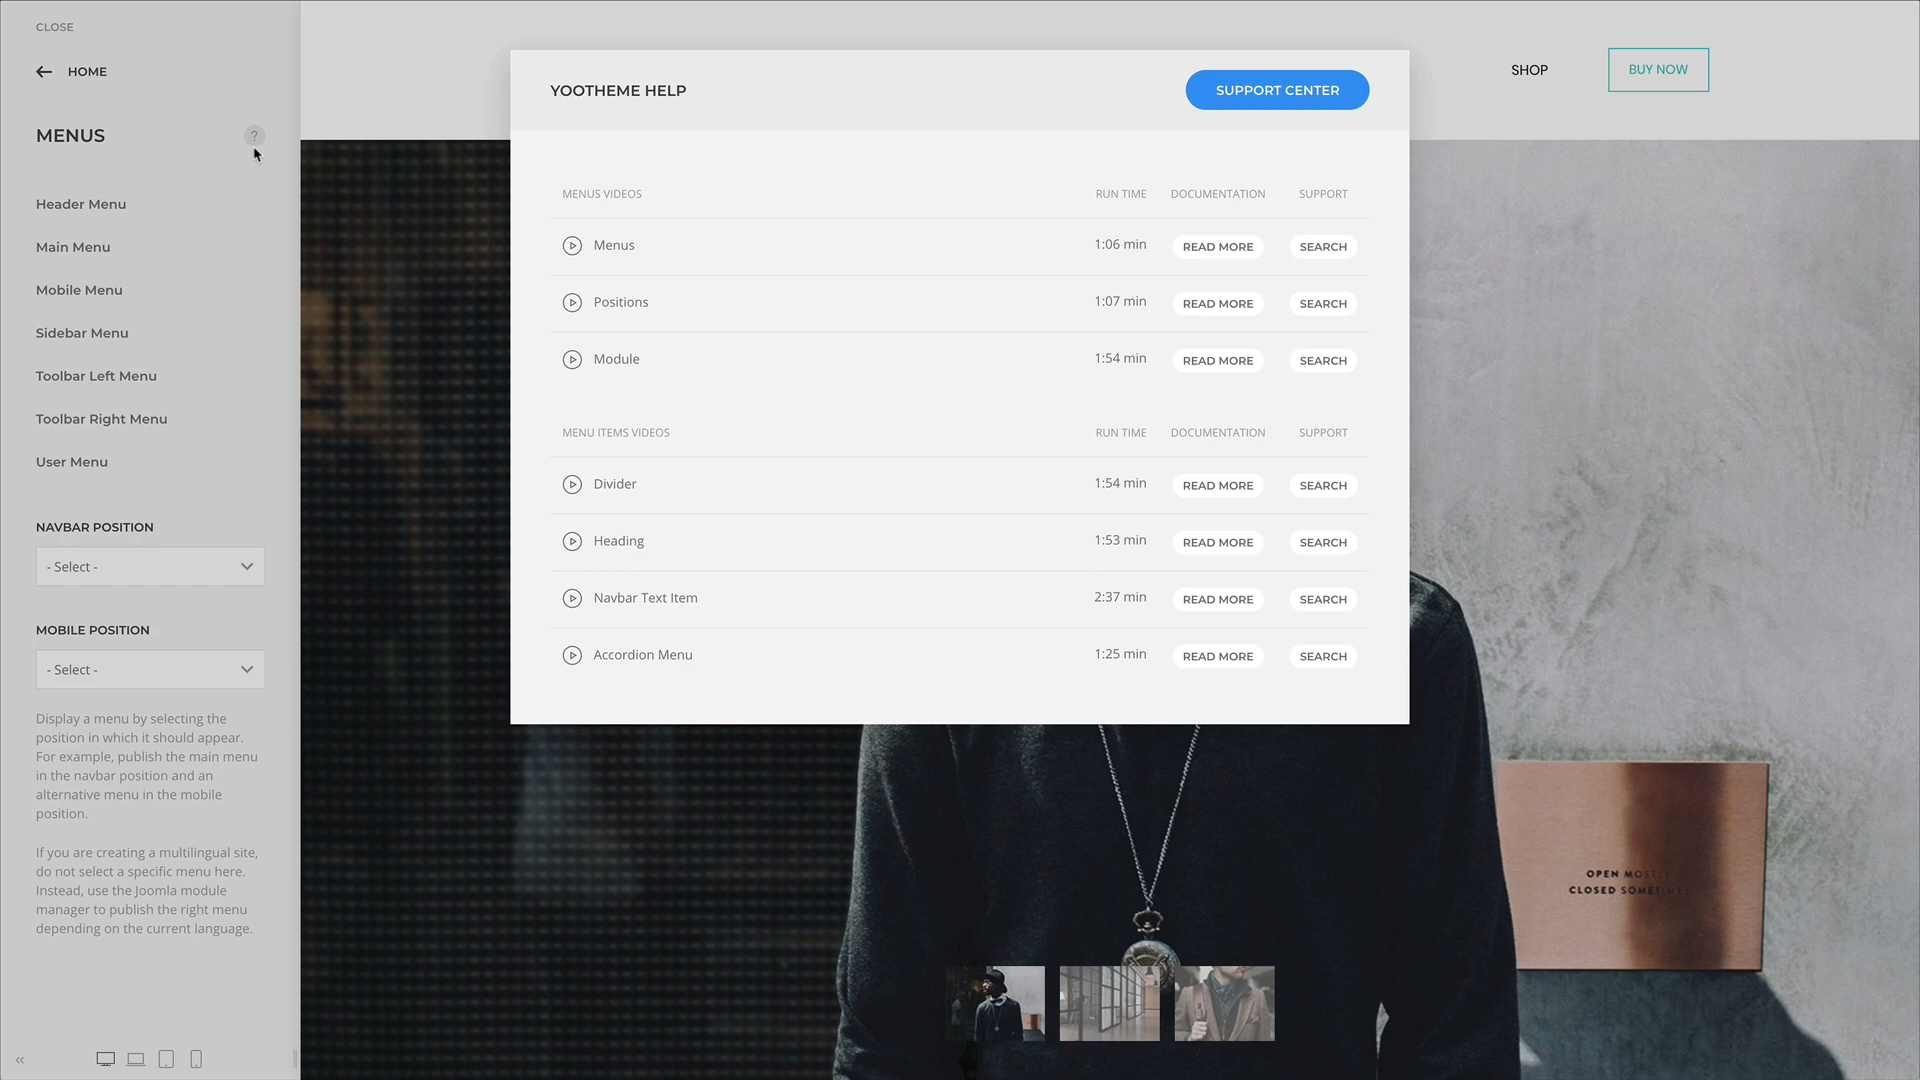 CLOSE
HOME
MENUS
?
Header Menu
Main Menu
Mobile Menu
Sidebar Menu
Toolbar Left Menu
Toolbar Right Menu
User Menu
NAVBAR POSITION
- Select -
MOBILE POSITION
- Select -
Display a menu by selecting the
position in which it should appear.
For example, publish the main menu
in the navbar position and an
alternative menu in the mobile
position.
If you are creating a multilingual site,
do not select a specific menu here.
Instead, use the Joomla module
manager to publish the right menu
depending on the current language.
YOOTHEME HELP
SUPPORT CENTER
MENUS VIDEOS RUN TIME DOCUMENTATION SUPPORT
Menus 1:06 min READ MORE SEARCH
Positions 1:07 min READ MORE SEARCH
Module 1:54 min READ MORE SEARCH
MENU ITEMS VIDEOS RUN TIME DOCUMENTATION SUPPORT
Divider 1:54 min READ MORE SEARCH
Heading 1:53 min READ MORE SEARCH
Navbar Text Item 2:37 min READ MORE SEARCH
Accordion Menu 1:25 min READ MORE SEARCH
SHOP
BUY NOW
OPEN MOSTLY
CLOSED SOMETIMES